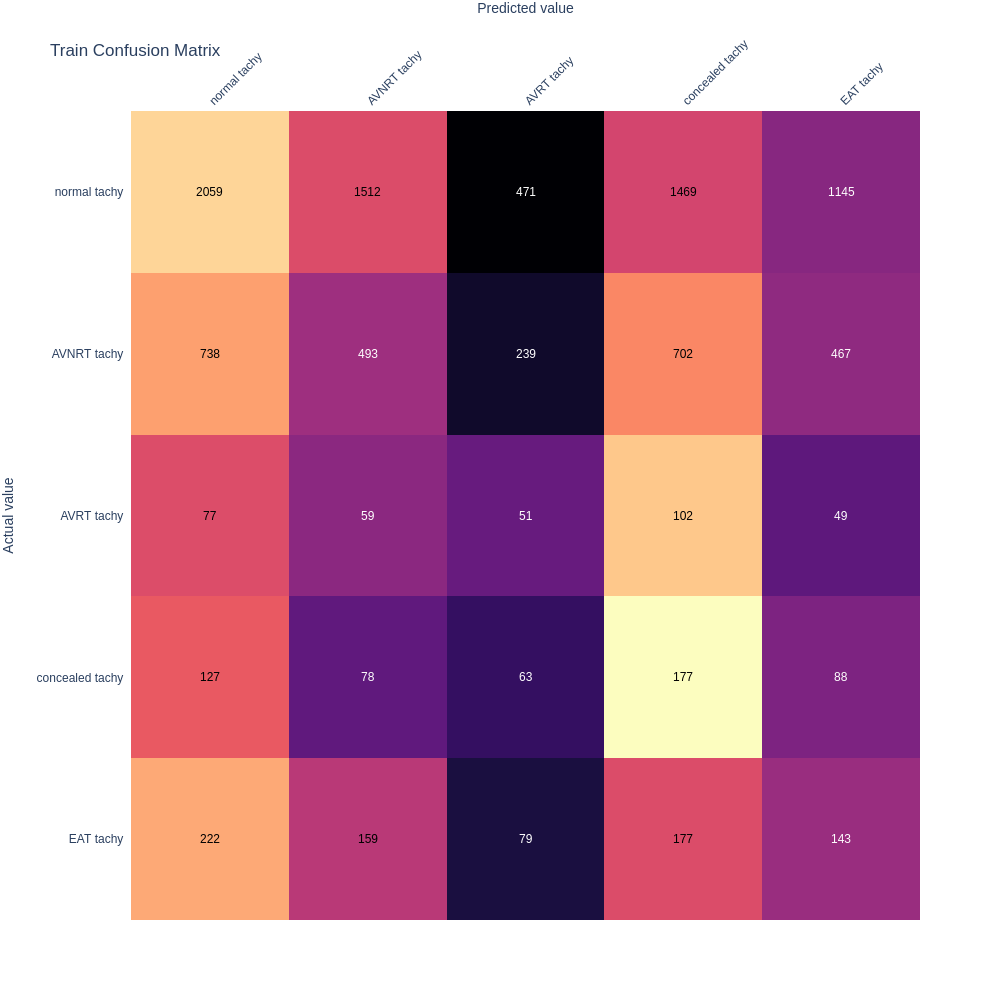 Predicted value
Train Confusion Matrix
normal tachy AVNRT tachy AVRT tachy concealed tachy EAT tachy
normal tachy 2059 1512 471 1469 1145
AVNRT tachy 738 493 239 702 467
Actual value
AVRT tachy 77 59 51 102 49
concealed tachy 127 78 63 177 88
EAT tachy 222 159 79 177 143